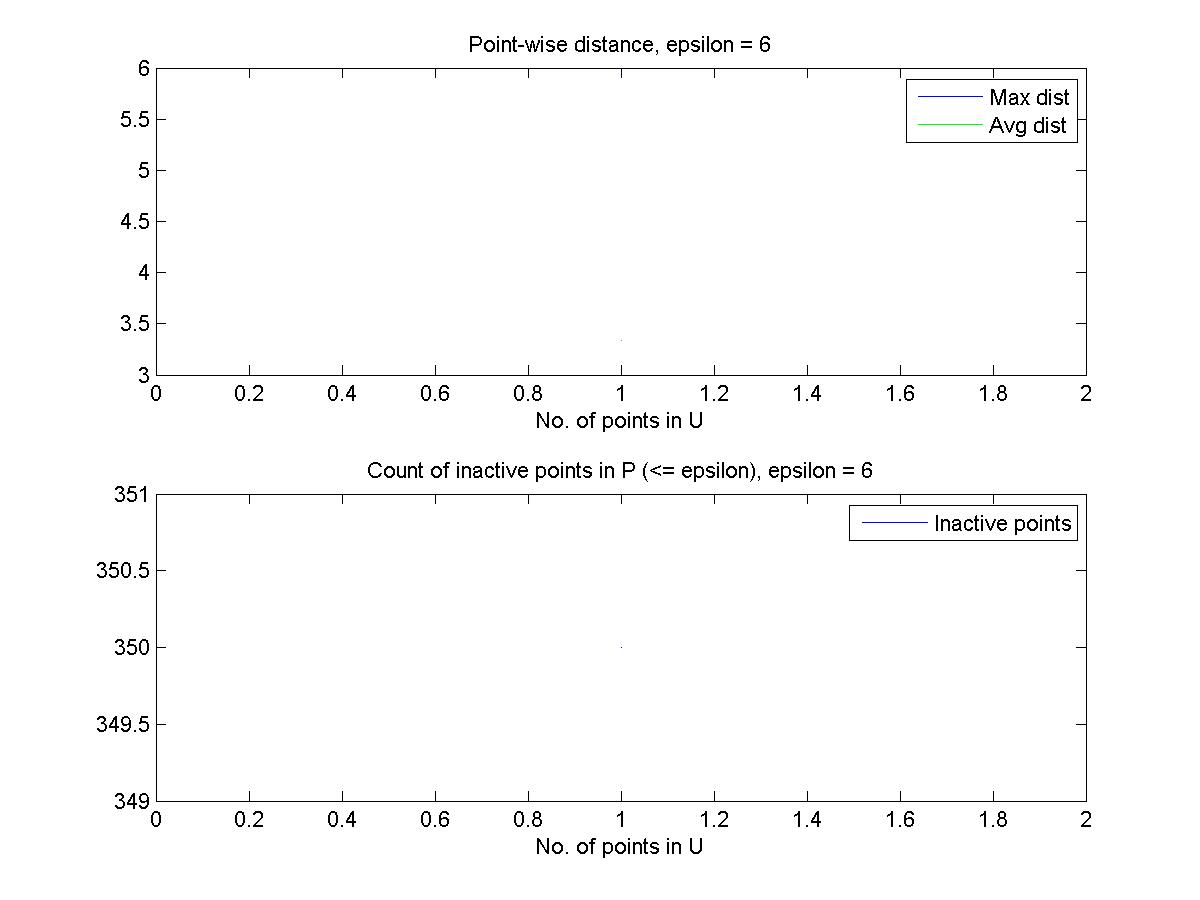 Point-wise distance, epsilon = 6
6
5.5
5
4.5
4
3.5
3
Max dist
Avg dist
0 0.2 0.4 0.6 0.8 1 1.2 1.4 1.6 1.8 2
No. of points in U
Count of inactive points in P (<= epsilon), epsilon = 6
351
350.5
350
349.5
349
Inactive points
0 0.2 0.4 0.6 0.8 1 1.2 1.4 1.6 1.8 2
No. of points in U